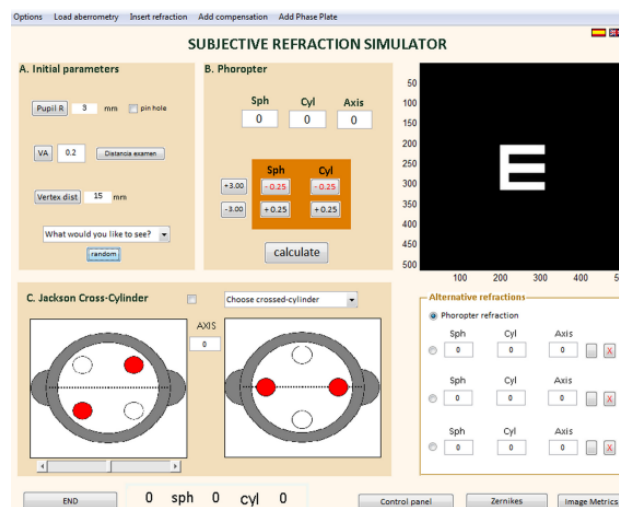 Options Load aberrometry Insert refraction Add compensation Add Phase Plate
SUBJECTIVE REFRACTION SIMULATOR
A. Initial parameters
Pupil R 3 mm pin hole
VA 0.2 Distancia examen
Vertex dist 15 mm
What would you like to see?
random
B. Phoropter
Sph Cyl Axis
0 0 0
Sph Cyl
+3.00 - 0.25 - 0.25
-3.00 + 0.25 + 0.25
calculate
50
100
150
200
250
300
350
400
450
500
100 200 300 400 50
E
C. Jackson Cross-Cylinder
Choose crossed-cylinder
AXIS
0
Alternative refractions
Phoropter refraction
Sph Cyl Axis
0 0 0 X
Sph Cyl Axis
0 0 0 X
Sph Cyl Axis
0 0 0 X
END
0 sph 0 cyl 0
Control panel Zernikes Image Metrics